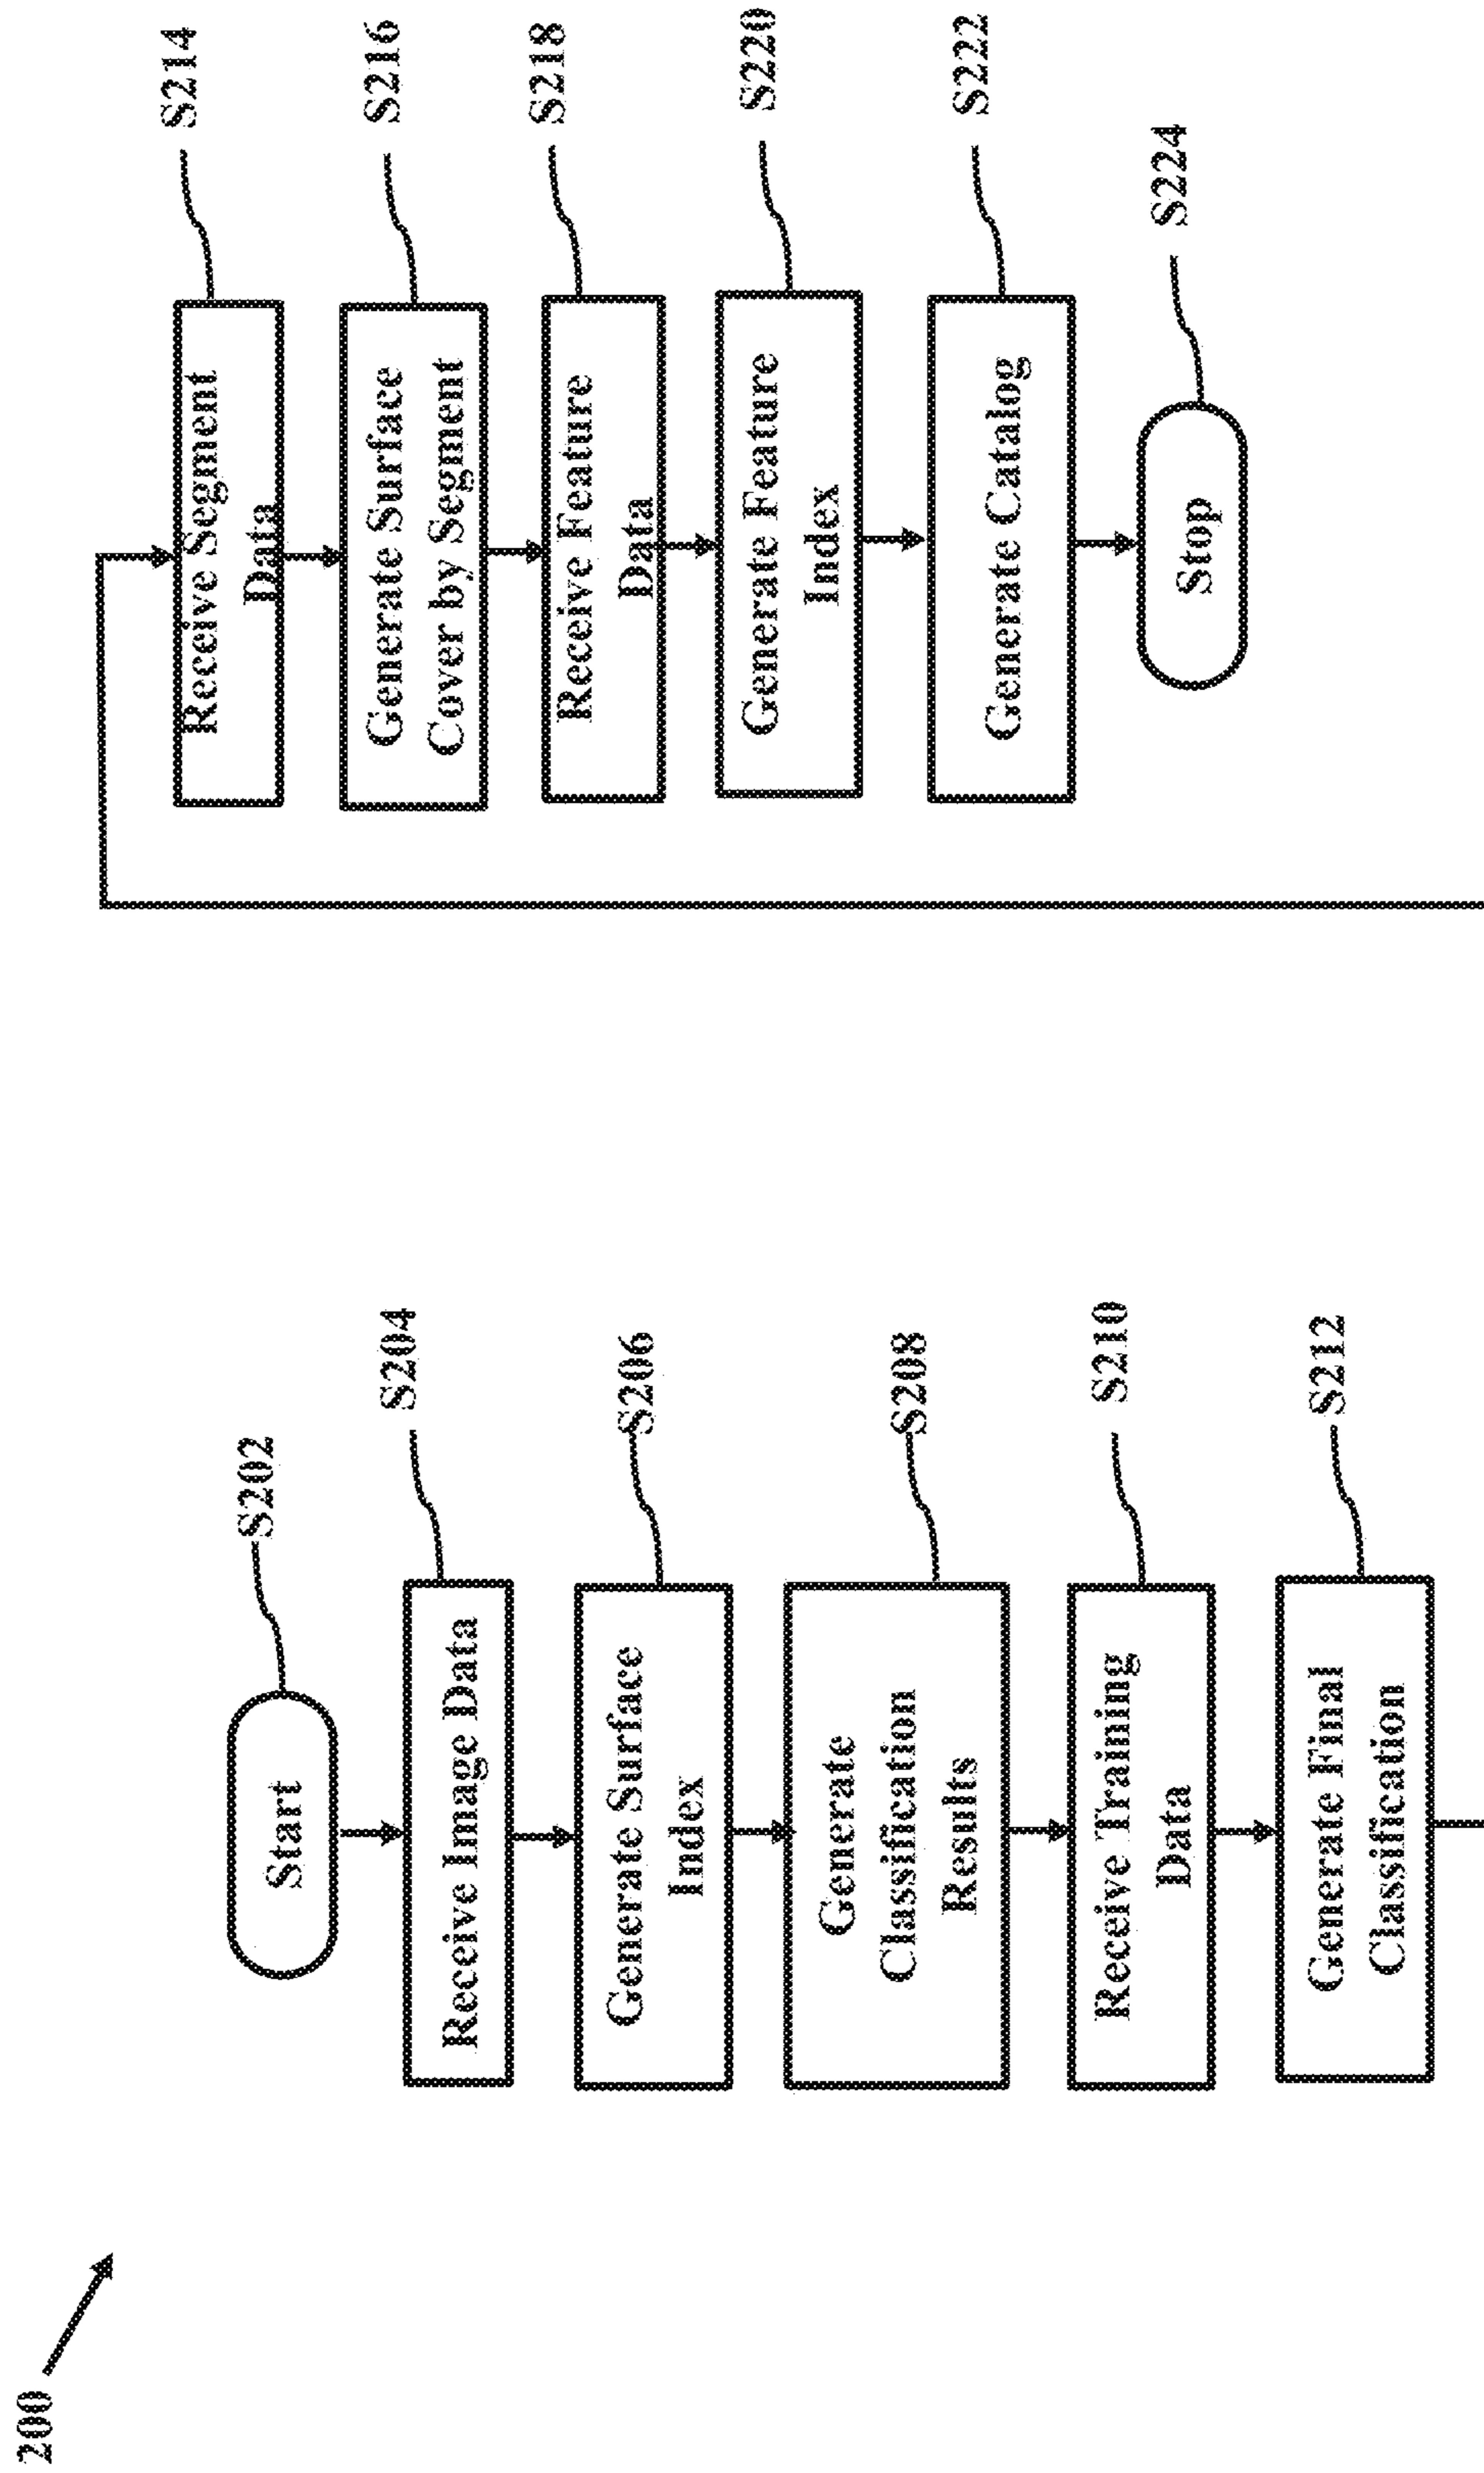 200
Start
S202
Receive Image Data
S204
Generate Surface
Index
S206
Generate
Classification
Results
S208
Receive Training
Data
S210
Generate Final
Classification
S212
Receive Segment
Data
S214
Generate Surface
Cover by Segment
S216
Receive Feature
Data
S218
Generate Feature
Index
S220
Generate Catalog
S222
Stop
S224